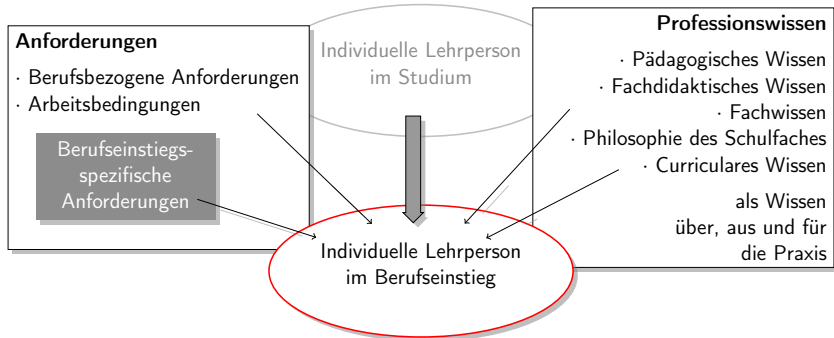 Anforderungen
· Berufsbezogene Anforderungen
· Arbeitsbedingungen
Berufseinstiegs-
spezifische
Anforderungen
Individuelle Lehrperson
im Studium
Professionswissen
· Pädagogisches Wissen
· Fachdidaktisches Wissen
· Fachwissen
· Philosophie des Schulfaches
· Curriculares Wissen
als Wissen
über, aus und für
die Praxis
Individuelle Lehrperson
im Berufseinstieg